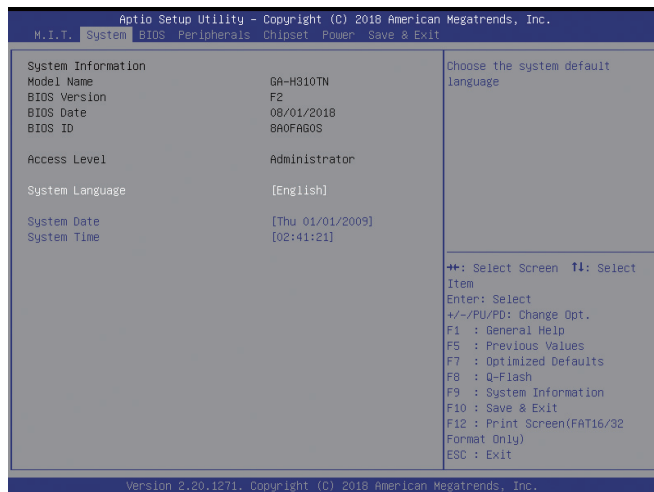 Aptio Setup Utility – Copyright (C) 2018 American Megatrends, Inc.
M.I.T. System BIOS Peripherals Chipset Power Save & Exit
System Information
Model Name GA-H310TN
BIOS Version F2
BIOS Date 08/01/2018
BIOS ID 8A0FAG0S
Access Level Administrator
System Language [English]
System Date [Thu 01/01/2009]
System Time [02:41:21]
Choose the system default
language
→←: Select Screen ↑↓: Select
Item
Enter: Select
+/-/PU/PD: Change Opt.
F1 : General Help
F5 : Previous Values
F7 : Optimized Defaults
F8 : Q-Flash
F9 : System Information
F10 : Save & Exit
F12 : Print Screen(FAT16/32
Format Only)
ESC : Exit
Version 2.20.1271. Copyright (C) 2018 American Megatrends, Inc.